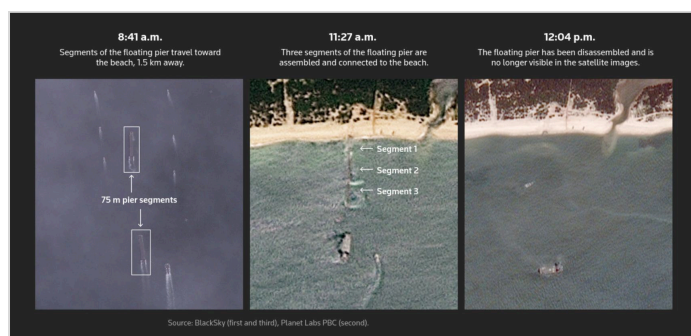 8:41 a.m.
Segments of the floating pier travel toward
the beach, 1.5 km away.
11:27 a.m.
Three segments of the floating pier are
assembled and connected to the beach.
12:04 p.m.
The floating pier has been disassembled and is
no longer visible in the satellite images.
75 m pier segments
Segment 1
Segment 2
Segment 3
Source: BlackSky (first and third), Planet Labs PBC (second).